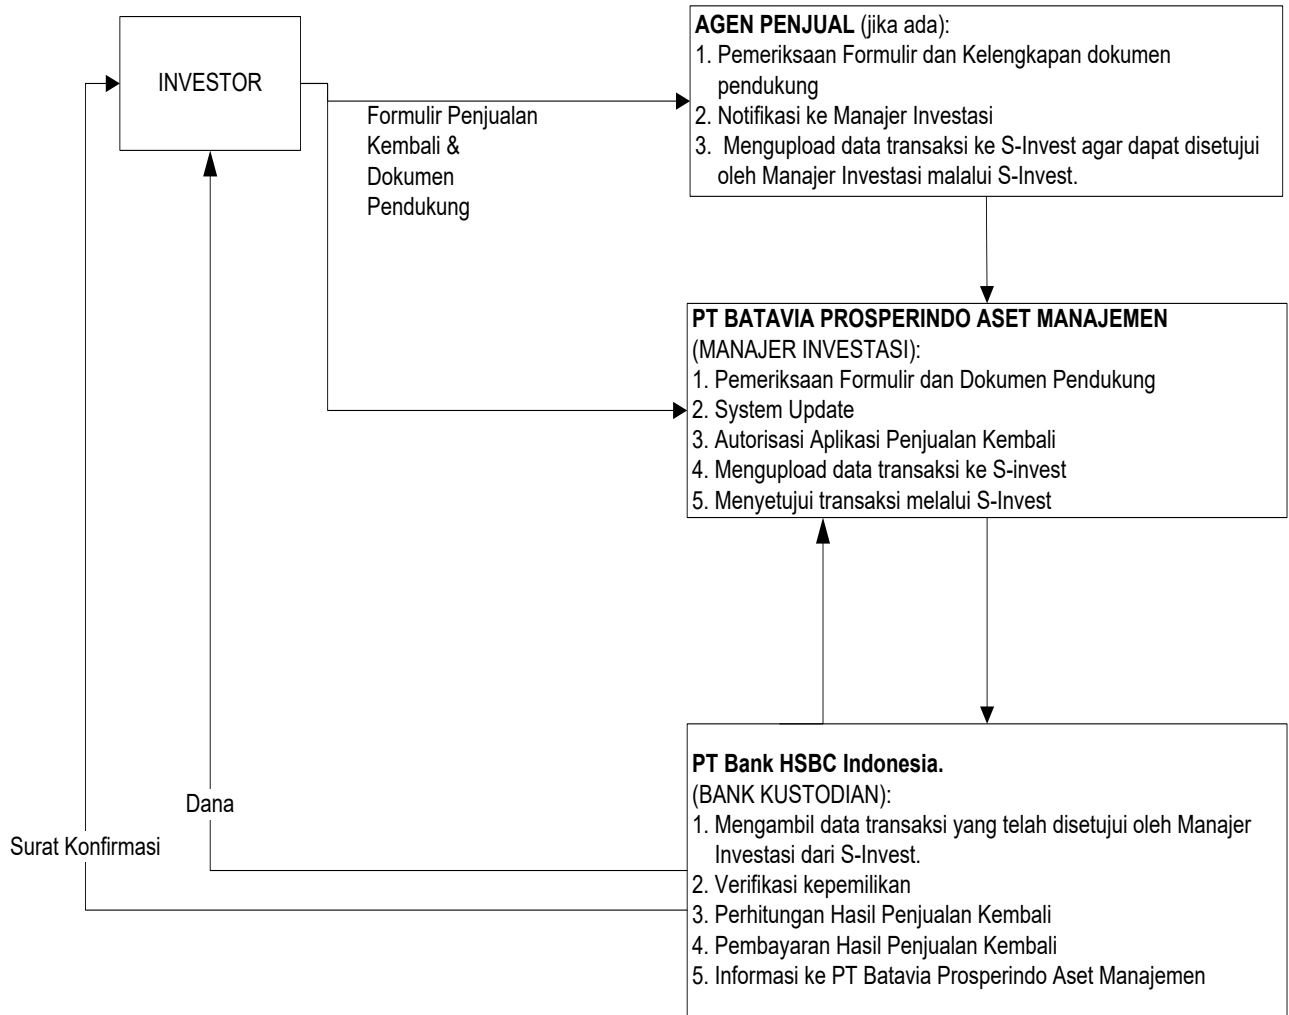 INVESTOR
Formulir Penjualan
Kembali &
Dokumen
Pendukung
AGEN PENJUAL (jika ada):
1. Pemeriksaan Formulir dan Kelengkapan dokumen
pendukung
2. Notifikasi ke Manajer Investasi
3. Mengupload data transaksi ke S-Invest agar dapat disetujui
oleh Manajer Investasi malalui S-Invest.
PT BATAVIA PROSPERINDO ASET MANAJEMEN
(MANAJER INVESTASI):
1. Pemeriksaan Formulir dan Dokumen Pendukung
2. System Update
3. Autorisasi Aplikasi Penjualan Kembali
4. Mengupload data transaksi ke S-invest
5. Menyetujui transaksi melalui S-Invest
PT Bank HSBC Indonesia.
(BANK KUSTODIAN):
1. Mengambil data transaksi yang telah disetujui oleh Manajer
Investasi dari S-Invest.
2. Verifikasi kepemilikan
3. Perhitungan Hasil Penjualan Kembali
4. Pembayaran Hasil Penjualan Kembali
5. Informasi ke PT Batavia Prosperindo Aset Manajemen
Dana
Surat Konfirmasi